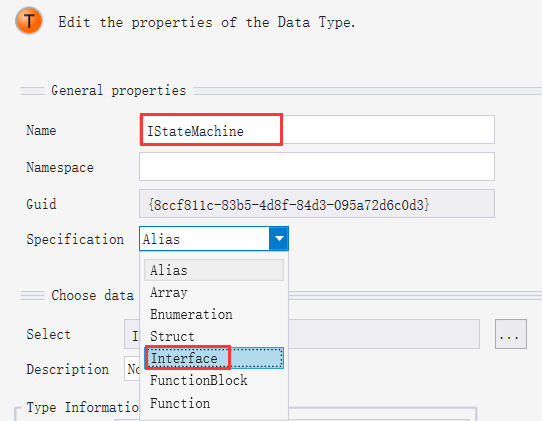 T
Edit the properties of the Data Type.
General properties
Name
IStateMachine
Namespace
Guid
{8ccf811c-83b5-4d8f-84d3-095a72d6c0d3}
Specification
Alias
Alias
Array
Enumeration
Struct
Interface
FunctionBlock
Function
Choose data
Select
I
...
Description
No
Type Informatio